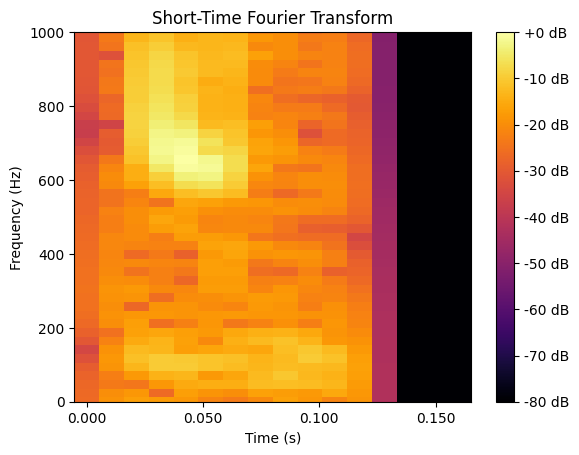 Short-Time Fourier Transform
1000
800
600
400
200
0
Frequency (Hz)
0.000
0.050
0.100
0.150
Time (s)
+0 dB
-10 dB
-20 dB
-30 dB
-40 dB
-50 dB
-60 dB
-70 dB
-80 dB